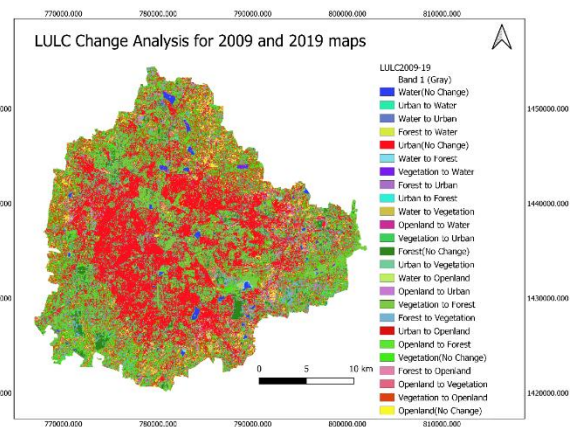 770000.000 780000.000 790000.000 800000.000 810000.000
LULC Change Analysis for 2009 and 2019 maps
LULC2009-19
Band 1 (Gray)
Water(No Change)
Urban to Water
Water to Urban
Forest to Water
Urban(No Change)
Water to Forest
Vegetation to Water
Forest to Urban
Urban to Forest
Water to Vegetation
Openland to Water
Vegetation to Urban
Forest(No Change)
Urban to Vegetation
Water to Openland
Openland to Urban
Vegetation to Forest
Forest to Vegetation
Urban to Openland
Openland to Forest
Vegetation(No Change)
Forest to Openland
Openland to Vegetation
Vegetation to Openland
Openland(No Change)
1450000.000
1440000.000
1430000.000
1420000.000
000
000
000
000
0 5 10 km
770000.000 780000.000 790000.000 800000.000 810000.000